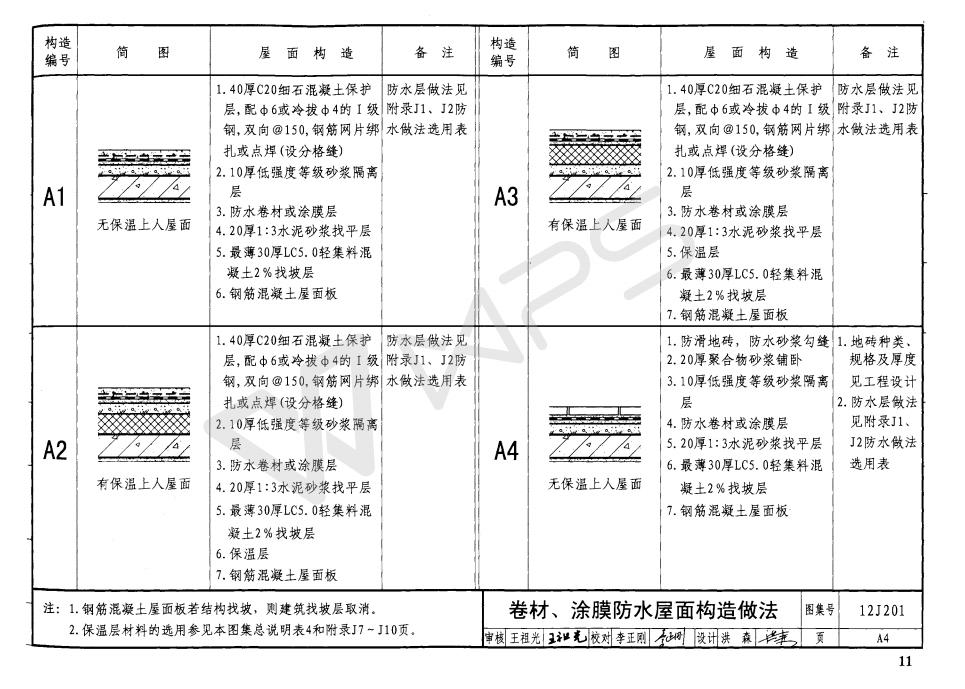 构造编号 简 图 屋 面 构 造 备 注
A1
无保温上人屋面
1.40厚C20细石混凝土保护
层,配φ6或冷拔φ4的Ⅰ级
钢,双向@150,钢筋网片绑
扎或点焊(设分格缝)
2.10厚低强度等级砂浆隔离
层
3.防水卷材或涂膜层
4.20厚1:3水泥砂浆找平层
5.最薄30厚LC5.0轻集料混
凝土2%找坡层
6.钢筋混凝土屋面板
防水层做法见
附录J1、J2防
水做法选用表
A2
有保温上人屋面
1.40厚C20细石混凝土保护
层,配φ6或冷拔φ4的Ⅰ级
钢,双向@150,钢筋网片绑
扎或点焊(设分格缝)
2.10厚低强度等级砂浆隔离
层
3.防水卷材或涂膜层
4.20厚1:3水泥砂浆找平层
5.最薄30厚LC5.0轻集料混
凝土2%找坡层
6.保温层
7.钢筋混凝土屋面板
防水层做法见
附录J1、J2防
水做法选用表
构造编号 简 图 屋 面 构 造 备 注
A3
有保温上人屋面
1.40厚C20细石混凝土保护
层,配φ6或冷拔φ4的Ⅰ级
钢,双向@150,钢筋网片绑
扎或点焊(设分格缝)
2.10厚低强度等级砂浆隔离
层
3.防水卷材或涂膜层
4.20厚1:3水泥砂浆找平层
5.保温层
6.最薄30厚LC5.0轻集料混
凝土2%找坡层
7.钢筋混凝土屋面板
防水层做法见
附录J1、J2防
水做法选用表
A4
无保温上人屋面
1.防滑地砖，防水砂浆勾缝
2.20厚聚合物砂浆铺卧
3.10厚低强度等级砂浆隔离
层
4.防水卷材或涂膜层
5.20厚1:3水泥砂浆找平层
6.最薄30厚LC5.0轻集料混
凝土2%找坡层
7.钢筋混凝土屋面板
1.地砖种类、
规格及厚度
见工程设计
2.防水层做法
见附录J1、
J2防水做法
选用表
注：1.钢筋混凝土屋面板若结构找坡，则建筑找坡层取消。
2.保温层材料的选用参见本图集总说明表4和附录J7～J10页。
卷材、涂膜防水屋面构造做法 图集号 12J201
审核 王祖光 王祖光 校对 李正刚 设计 洪 森 页 A4
11